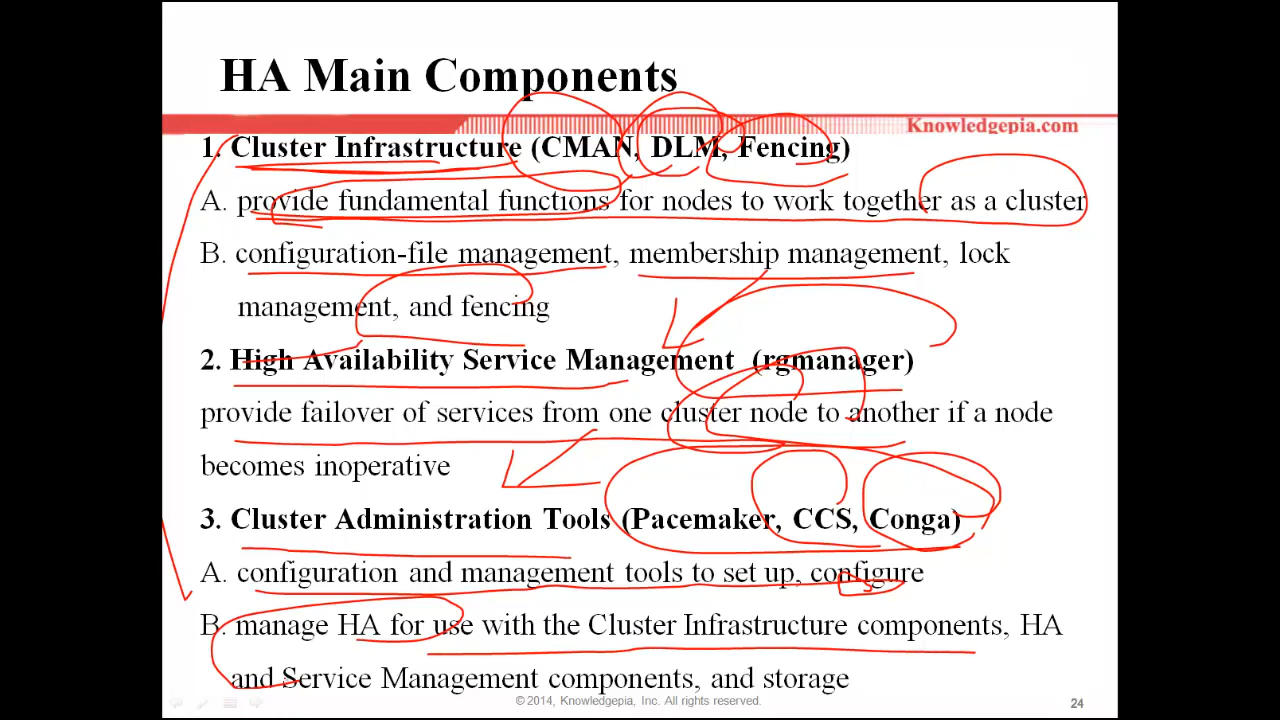 HA Main Components
Knowledgepia.com
1. Cluster Infrastructure (CMAN, DLM, Fencing)
A. provide fundamental functions for nodes to work together as a cluster
B. configuration-file management, membership management, lock
management, and fencing
2. High Availability Service Management (rgmanager)
provide failover of services from one cluster node to another if a node
becomes inoperative
3. Cluster Administration Tools (Pacemaker, CCS, Conga)
A. configuration and management tools to set up, configure
B. manage HA for use with the Cluster Infrastructure components, HA
and Service Management components, and storage
© 2014, Knowledgepia, Inc. All rights reserved.
24